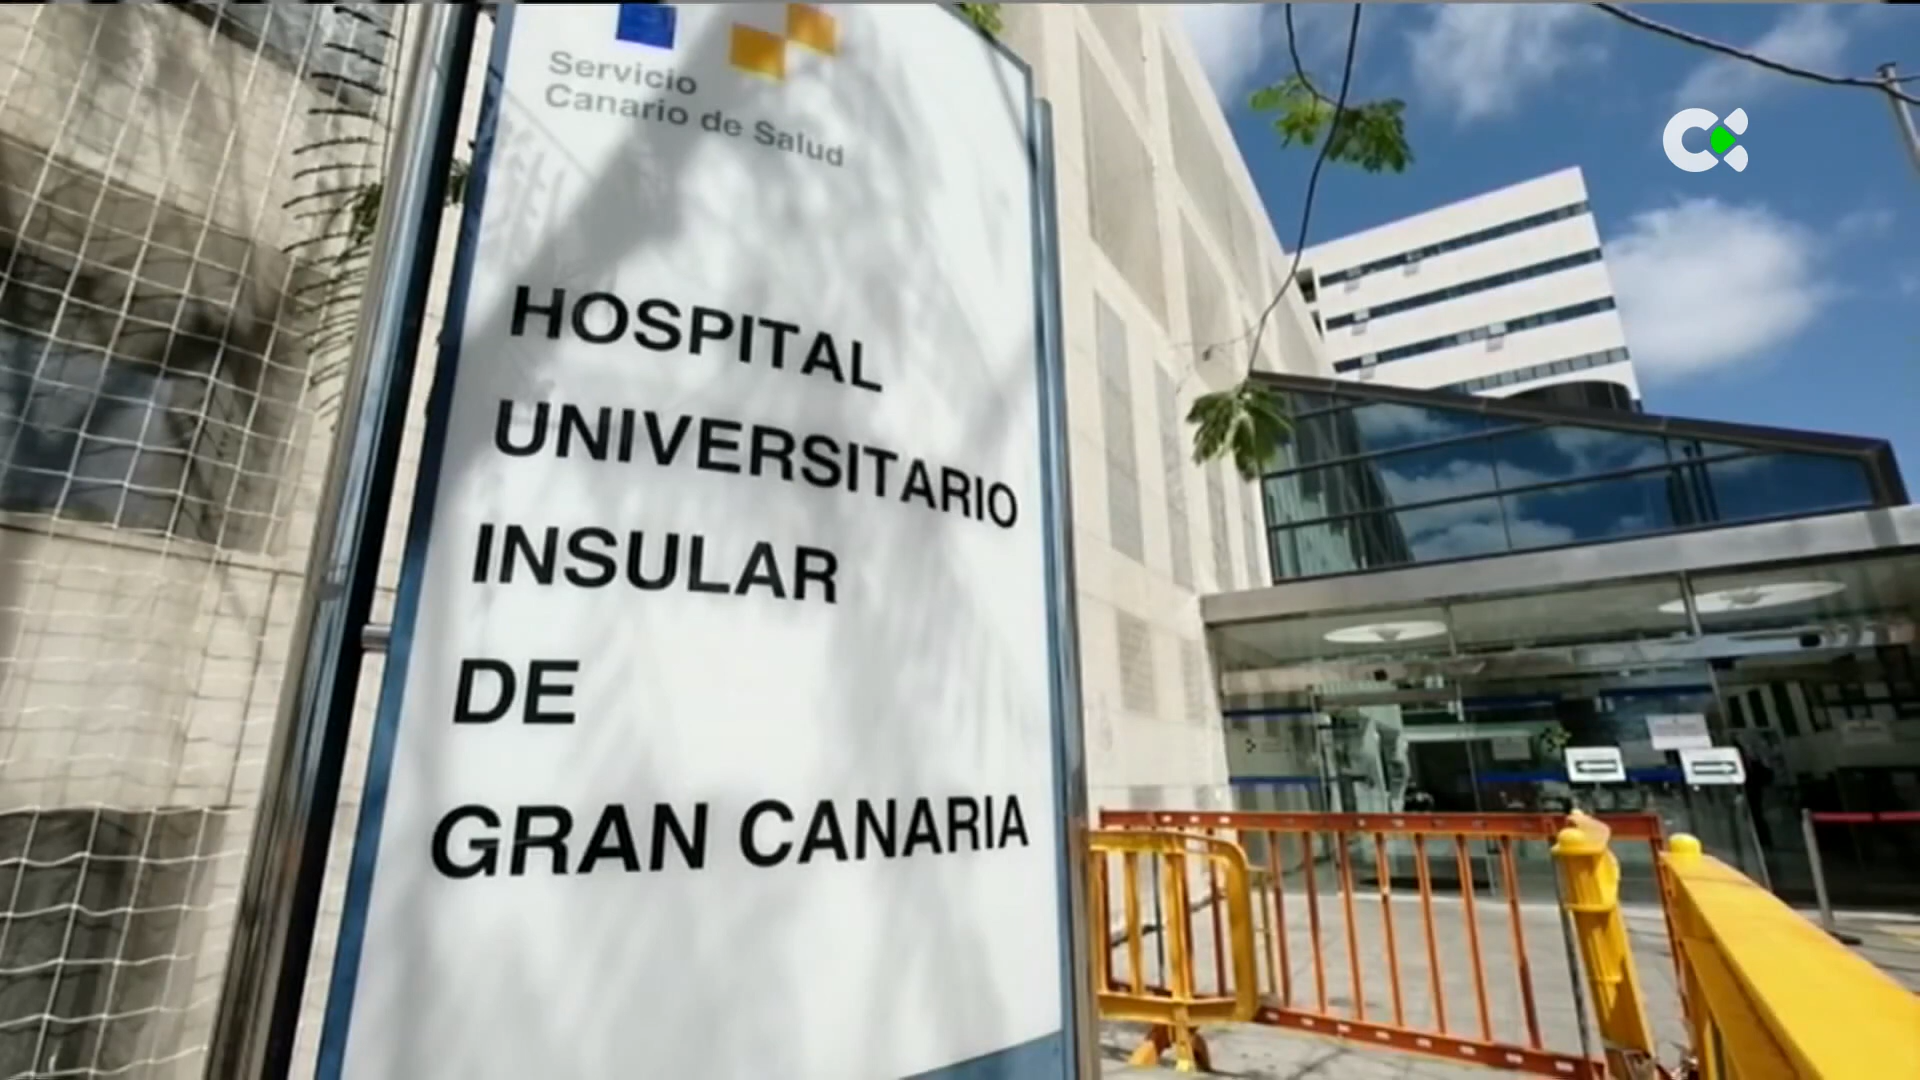 Servicio
Canario de Salud
HOSPITAL
UNIVERSITARIO
INSULAR
DE
GRAN CANARIA